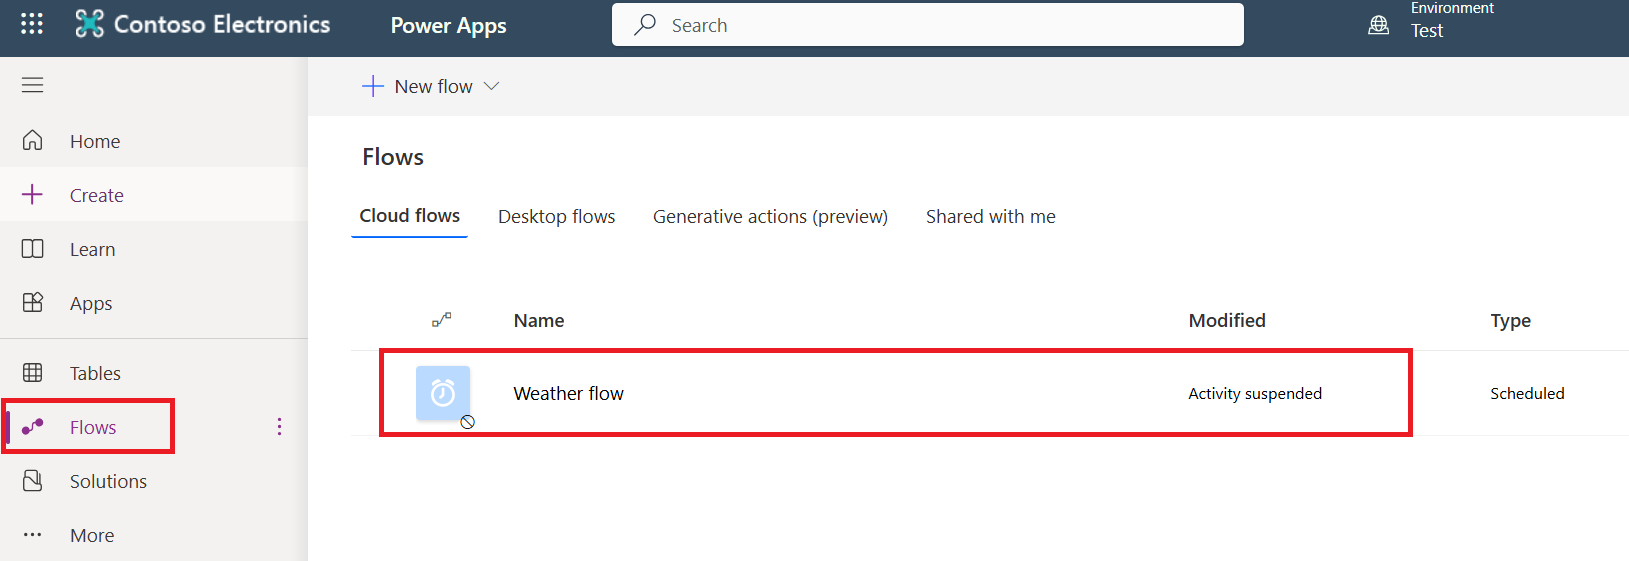 Contoso Electronics
Power Apps
Search
Environment
Test
New flow
Home
Create
Learn
Apps
Tables
Flows
Solutions
More
Flows
Cloud flows Desktop flows Generative actions (preview) Shared with me
Name Modified Type
Weather flow Activity suspended Scheduled